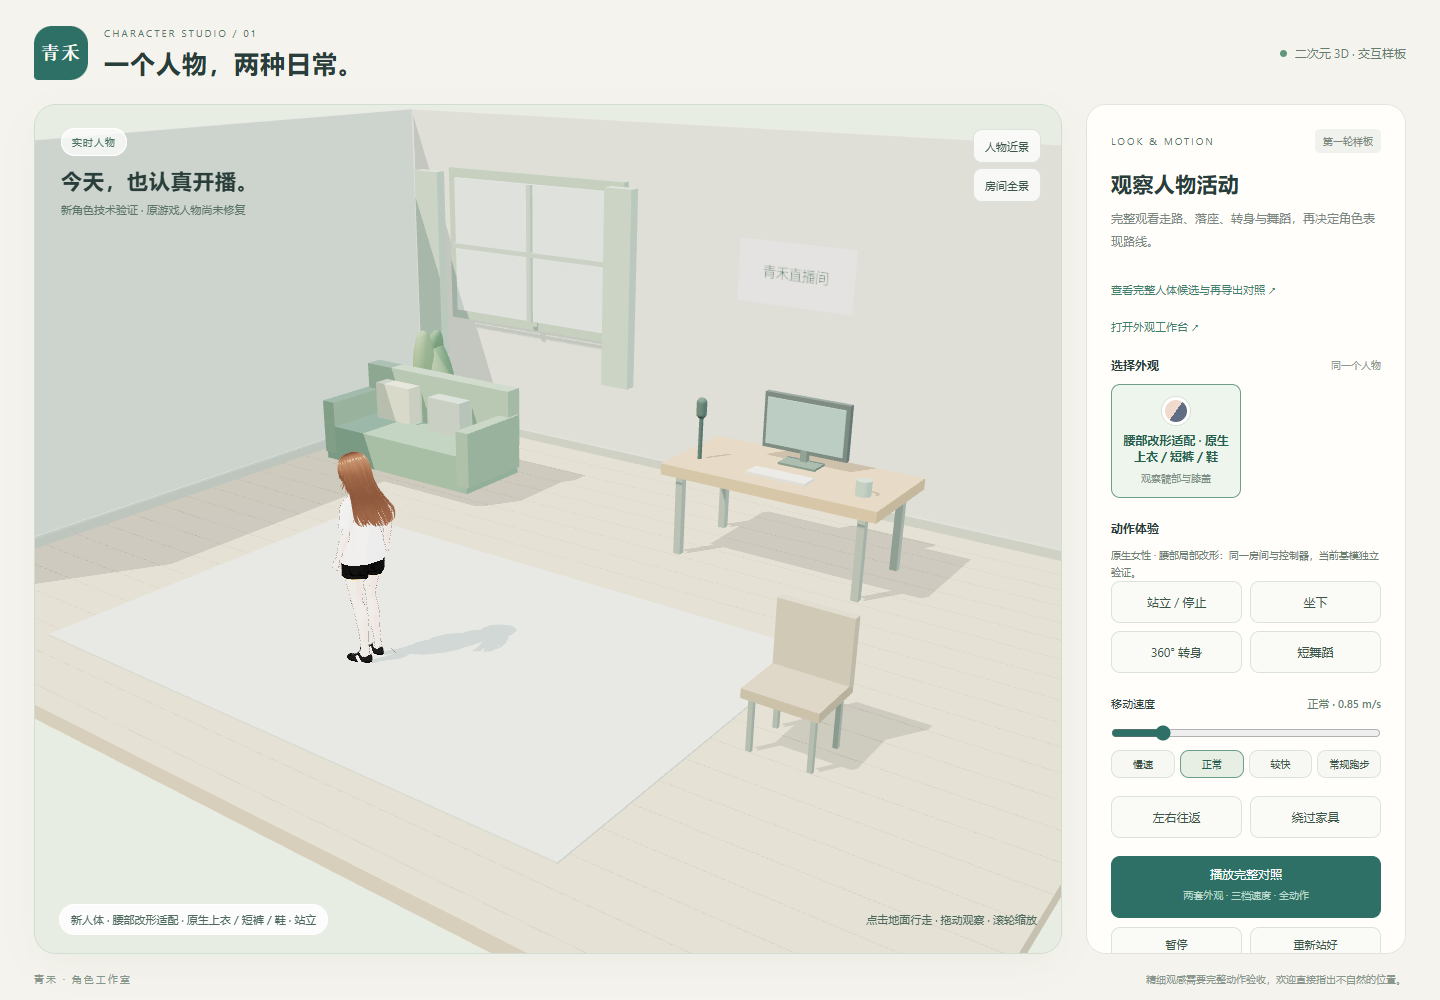 青禾
CHARACTER STUDIO / 01
一个人物，两种日常。
二次元 3D · 交互样板
实时人物
今天，也认真开播。
新角色技术验证 · 原游戏人物尚未修复
人物近景
房间全景
青禾直播间
新人体 · 腰部改形适配 · 原生上衣 / 短裤 / 鞋 · 站立
点击地面行走 · 拖动观察 · 滚轮缩放
LOOK & MOTION
第一轮样板
观察人物活动
完整观看走路、落座、转身与舞蹈，再决定角色表
现路线。
查看完整人体候选与再导出对照 ↗
打开外观工作台 ↗
选择外观
同一个人物
腰部改形适配 · 原生
上衣 / 短裤 / 鞋
观察髋部与膝盖
动作体验
原生女性 · 腰部局部改形：同一房间与控制器，当前基模独立
验证。
站立 / 停止
坐下
360° 转身
短舞蹈
移动速度
正常 · 0.85 m/s
慢速
正常
较快
常规跑步
左右往返
绕过家具
播放完整对照
两套外观 · 三档速度 · 全动作
暂停
重新站好
青禾 · 角色工作室
精细观感需要完整动作验收，欢迎直接指出不自然的位置。